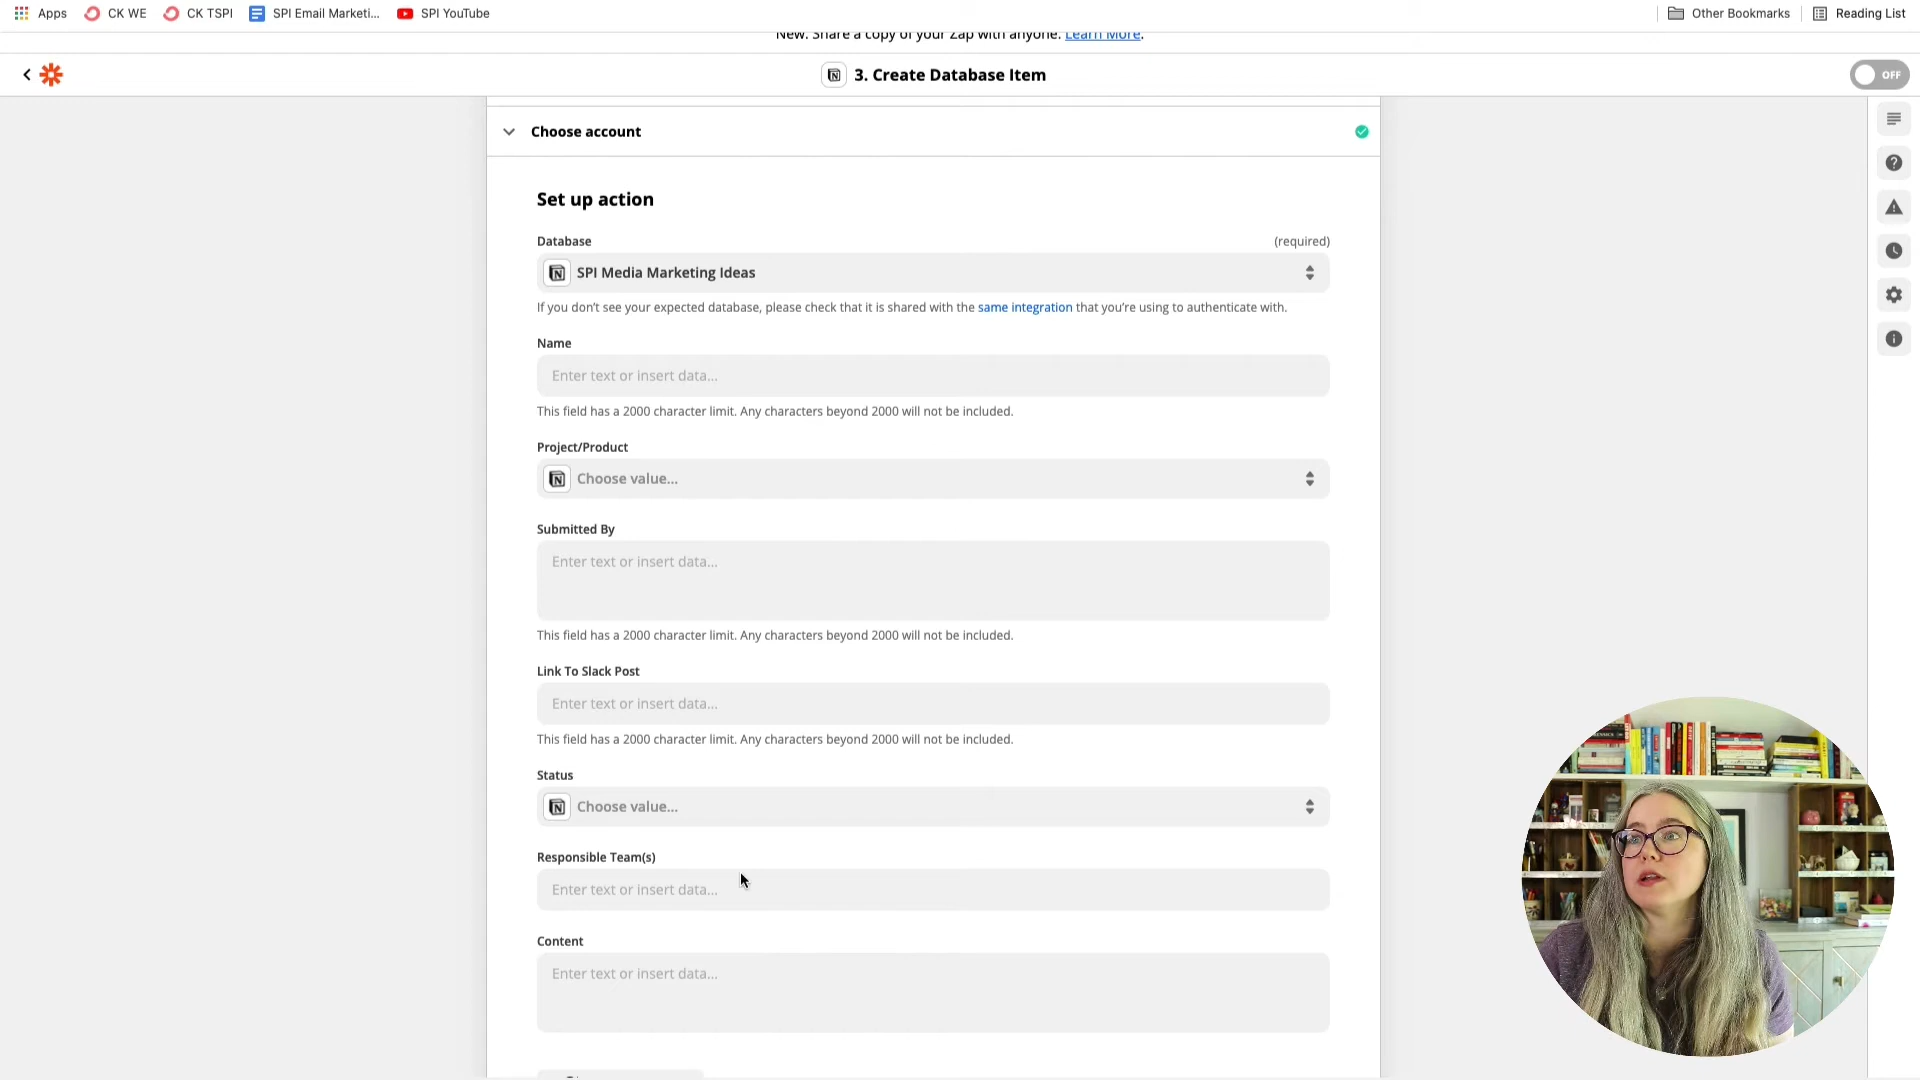 Apps CK WE CK TSPI SPI Email Marketi... SPI YouTube Other Bookmarks Reading List
New: Share a copy of your Zap with anyone. Learn More.
3. Create Database Item
OFF
Choose account
Set up action
Database (required)
SPI Media Marketing Ideas
If you don't see your expected database, please check that it is shared with the same integration that you're using to authenticate with.
Name
Enter text or insert data...
This field has a 2000 character limit. Any characters beyond 2000 will not be included.
Project/Product
Choose value...
Submitted By
Enter text or insert data...
This field has a 2000 character limit. Any characters beyond 2000 will not be included.
Link To Slack Post
Enter text or insert data...
This field has a 2000 character limit. Any characters beyond 2000 will not be included.
Status
Choose value...
Responsible Team(s)
Enter text or insert data...
Content
Enter text or insert data...